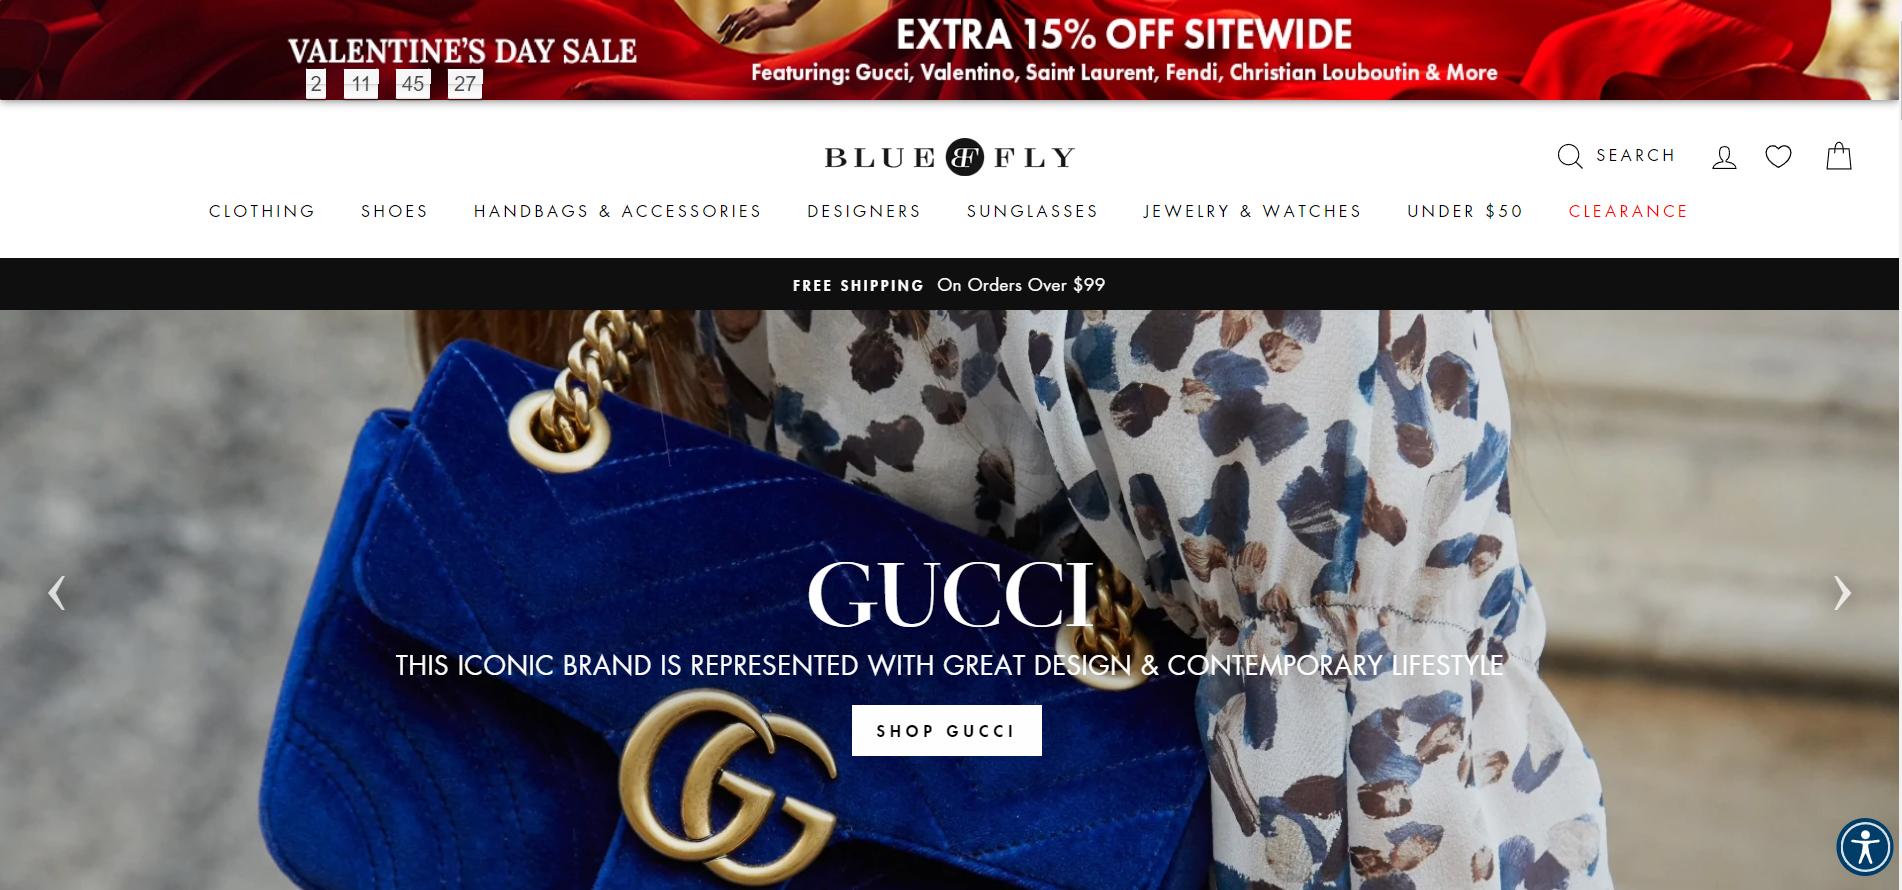 VALENTINE'S DAY SALE
2 11 45 27
EXTRA 15% OFF SITEWIDE
Featuring: Gucci, Valentino, Saint Laurent, Fendi, Christian Louboutin & More
BLUE BF FLY
SEARCH
CLOTHING SHOES HANDBAGS & ACCESSORIES DESIGNERS SUNGLASSES JEWELRY & WATCHES UNDER $50 CLEARANCE
FREE SHIPPING On Orders Over $99
GUCCI
THIS ICONIC BRAND IS REPRESENTED WITH GREAT DESIGN & CONTEMPORARY LIFESTYLE
SHOP GUCCI